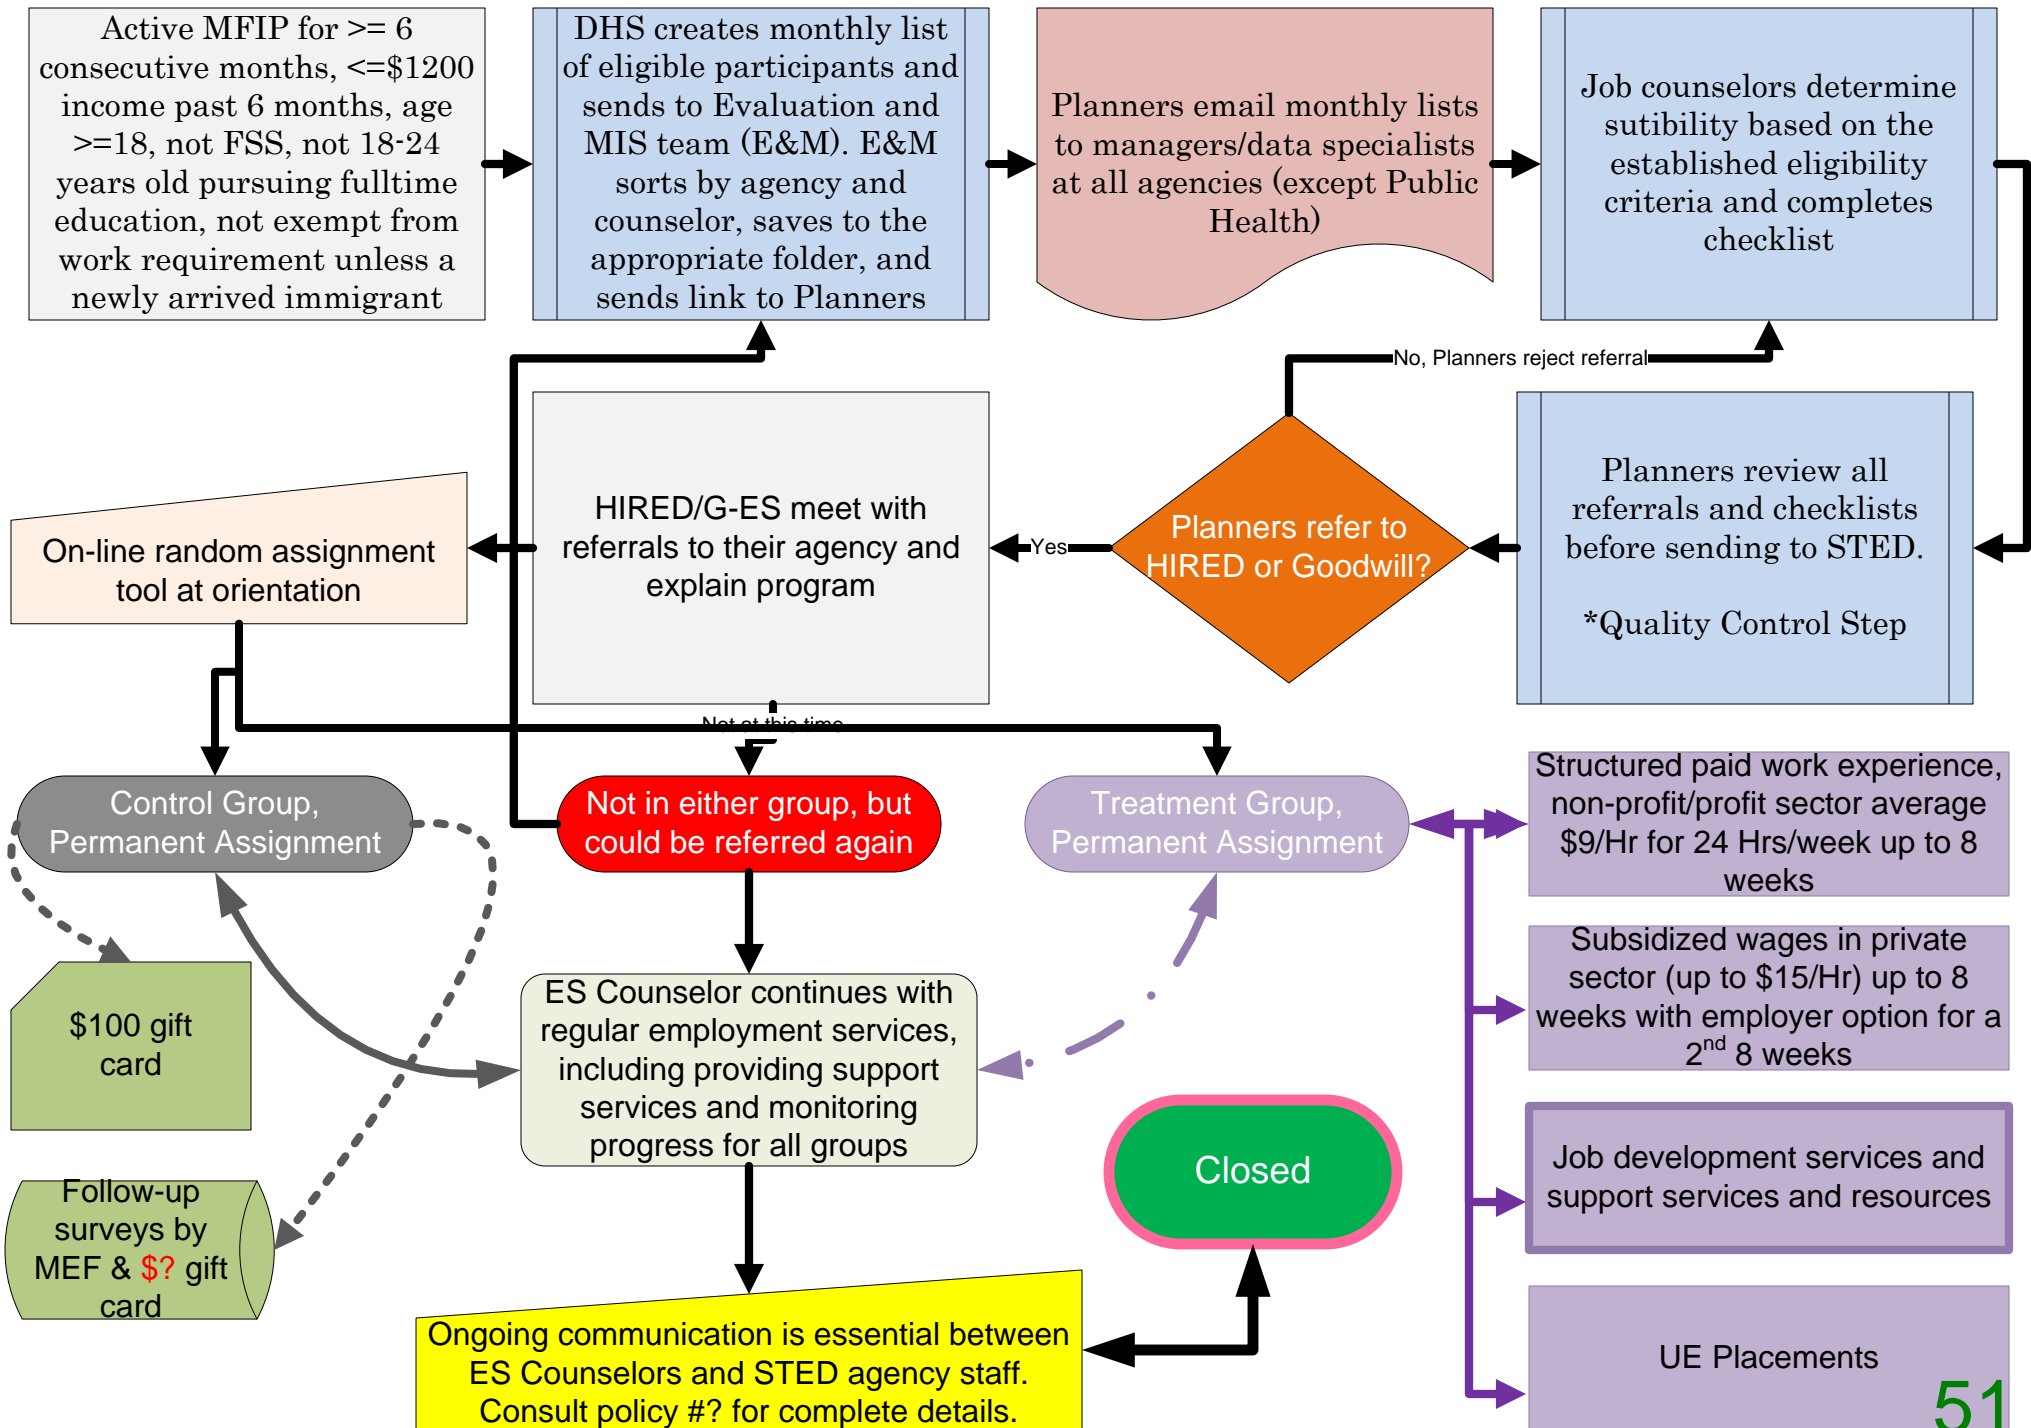 Active MFIP for >= 6
consecutive months, <=$1200
income past 6 months, age
>=18, not FSS, not 18-24
years old pursuing fulltime
education, not exempt from
work requirement unless a
newly arrived immigrant
DHS creates monthly list
of eligible participants and
sends to Evaluation and
MIS team (E&M). E&M
sorts by agency and
counselor, saves to the
appropriate folder, and
sends link to Planners
Planners email monthly lists
to managers/data specialists
at all agencies (except Public
Health)
Job counselors determine
sutibility based on the
established eligibility
criteria and completes
checklist
No, Planners reject referral
Planners review all
referrals and checklists
before sending to STED.
*Quality Control Step
Planners refer to
HIRED or Goodwill?
Yes
HIRED/G-ES meet with
referrals to their agency and
explain program
On-line random assignment
tool at orientation
Not at this time
Control Group,
Permanent Assignment
Not in either group, but
could be referred again
Treatment Group,
Permanent Assignment
Structured paid work experience,
non-profit/profit sector average
$9/Hr for 24 Hrs/week up to 8
weeks
Subsidized wages in private
sector (up to $15/Hr) up to 8
weeks with employer option for a
2nd 8 weeks
Job development services and
support services and resources
UE Placements
$100 gift
card
ES Counselor continues with
regular employment services,
including providing support
services and monitoring
progress for all groups
Closed
Follow-up
surveys by
MEF & $? gift
card
Ongoing communication is essential between
ES Counselors and STED agency staff.
Consult policy #? for complete details.
51